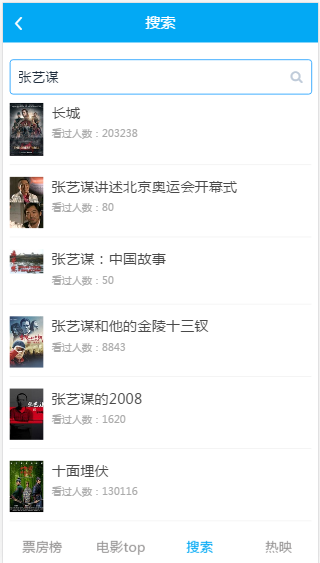 搜索
张艺谋
长城
看过人数：203238
张艺谋讲述北京奥运会开幕式
看过人数：80
张艺谋：中国故事
看过人数：50
张艺谋和他的金陵十三钗
看过人数：8843
张艺谋的2008
看过人数：1620
十面埋伏
看过人数：130116
票房榜 电影top 搜索 热映